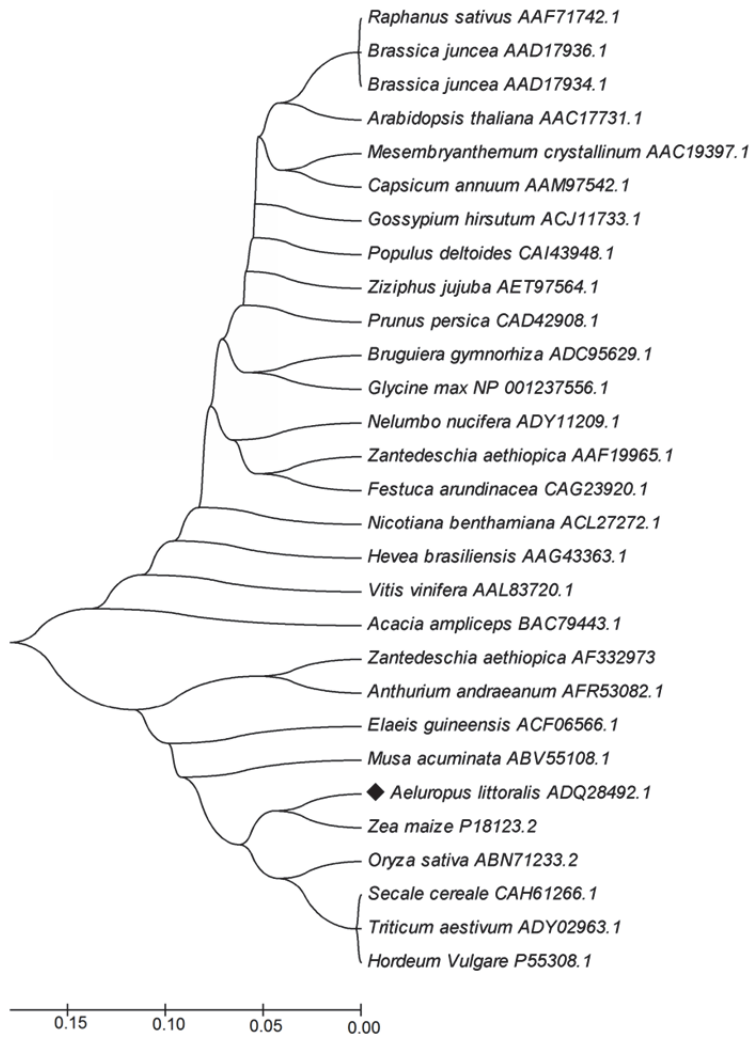 Raphanus sativus AAF71742.1
Brassica juncea AAD17936.1
Brassica juncea AAD17934.1
Arabidopsis thaliana AAC17731.1
Mesembryanthemum crystallinum AAC19397.1
Capsicum annuum AAM97542.1
Gossypium hirsutum ACJ11733.1
Populus deltoides CAI43948.1
Ziziphus jujuba AET97564.1
Prunus persica CAD42908.1
Bruguiera gymnorhiza ADC95629.1
Glycine max NP 001237556.1
Nelumbo nucifera ADY11209.1
Zantedeschia aethiopica AAF19965.1
Festuca arundinacea CAG23920.1
Nicotiana benthamiana ACL27272.1
Hevea brasiliensis AAG43363.1
Vitis vinifera AAL83720.1
Acacia ampliceps BAC79443.1
Zantedeschia aethiopica AF332973
Anthurium andraeanum AFR53082.1
Elaeis guineensis ACF06566.1
Musa acuminata ABV55108.1
Aeluropus littoralis ADQ28492.1
Zea maize P18123.2
Oryza sativa ABN71233.2
Secale cereale CAH61266.1
Triticum aestivum ADY02963.1
Hordeum Vulgare P55308.1
0.15 0.10 0.05 0.00